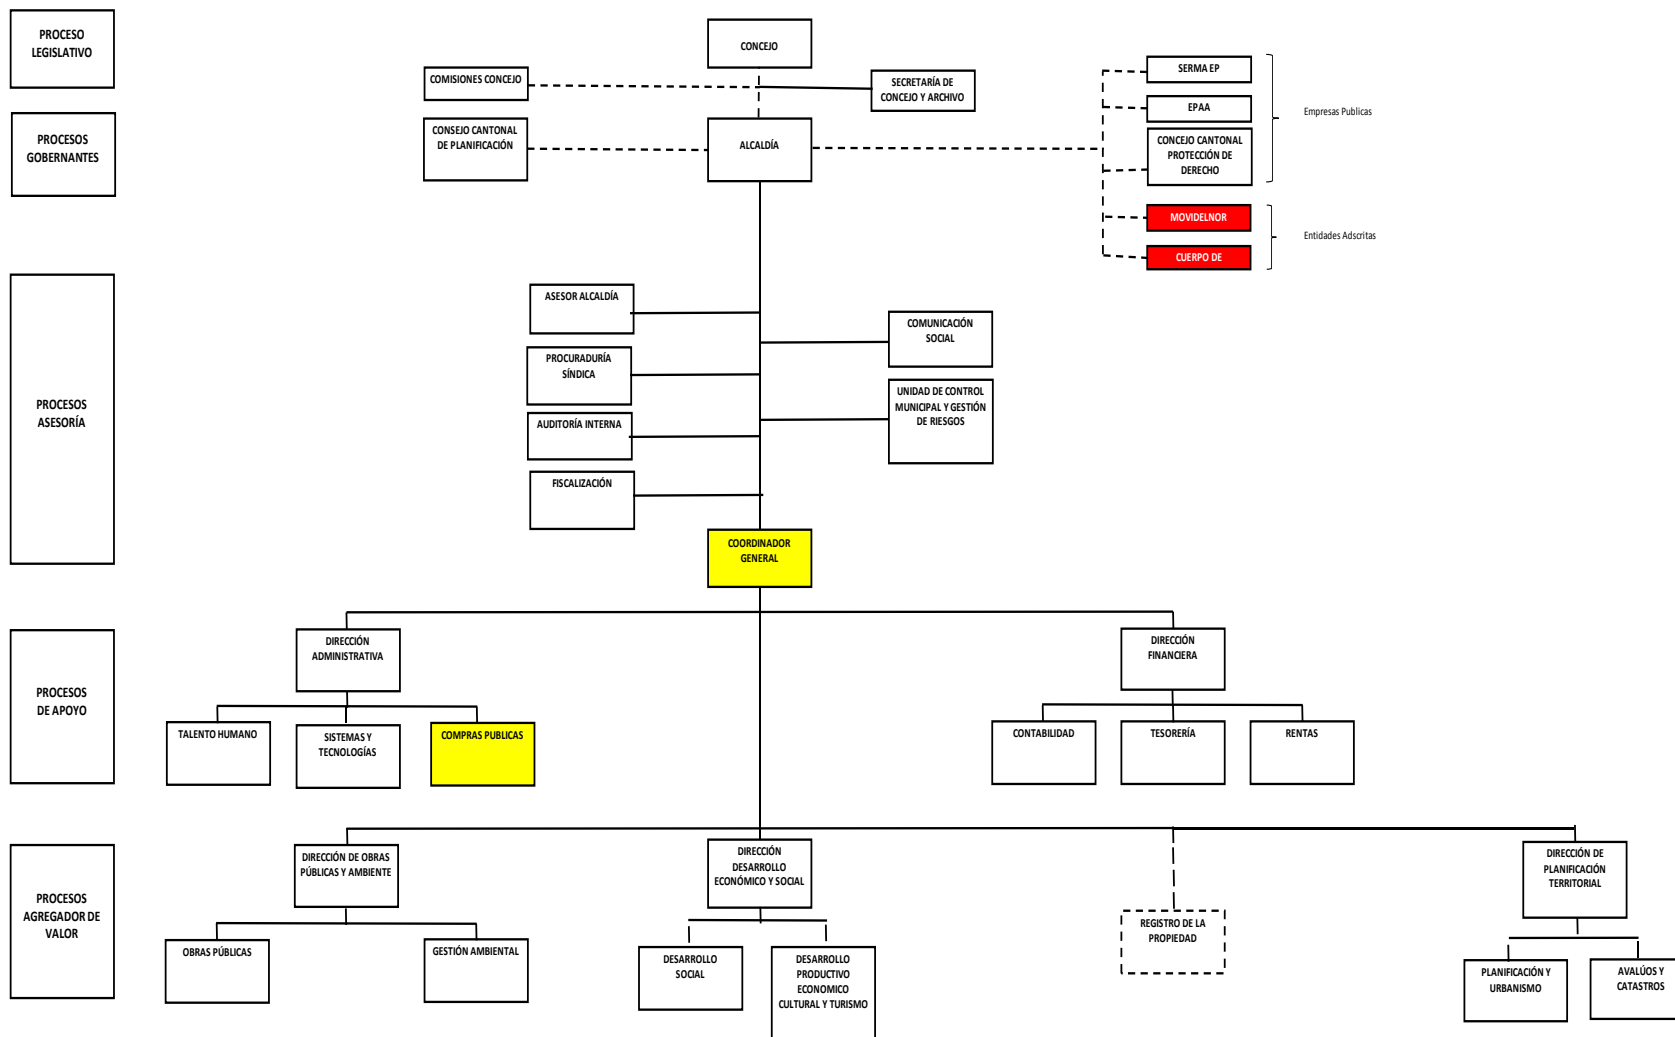 PROCESO
LEGISLATIVO
CONCEJO
COMISIONES CONCEJO
SECRETARÍA DE
CONCEJO Y ARCHIVO
SERMA EP
EPAA
CONCEJO CANTONAL
PROTECCIÓN DE
DERECHO
Empresas Publicas
PROCESOS
GOBERNANTES
CONSEJO CANTONAL
DE PLANIFICACIÓN
ALCALDÍA
MOVIDELNOR
CUERPO DE
Entidades Adscritas
PROCESOS
ASESORÍA
ASESOR ALCALDÍA
COMUNICACIÓN
SOCIAL
PROCURADURÍA
SÍNDICA
UNIDAD DE CONTROL
MUNICIPAL Y GESTIÓN
DE RIESGOS
AUDITORÍA INTERNA
FISCALIZACIÓN
COORDINADOR
GENERAL
PROCESOS
DE APOYO
DIRECCIÓN
ADMINISTRATIVA
DIRECCIÓN
FINANCIERA
TALENTO HUMANO
SISTEMAS Y
TECNOLOGÍAS
COMPRAS PUBLICAS
CONTABILIDAD
TESORERÍA
RENTAS
PROCESOS
AGREGADOR DE
VALOR
DIRECCIÓN DE OBRAS
PÚBLICAS Y AMBIENTE
DIRECCIÓN
DESARROLLO
ECONÓMICO Y SOCIAL
DIRECCIÓN DE
PLANIFICACIÓN
TERRITORIAL
REGISTRO DE LA
PROPIEDAD
OBRAS PÚBLICAS
GESTIÓN AMBIENTAL
DESARROLLO
SOCIAL
DESARROLLO
PRODUCTIVO
ECONOMICO
CULTURAL Y TURISMO
PLANIFICACIÓN Y
URBANISMO
AVALÚOS Y
CATASTROS